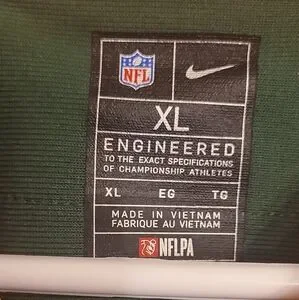 NFL
XL
ENGINEERED
TO THE EXACT SPECIFICATIONS
OF CHAMPIONSHIP ATHLETES
XL EG TG
MADE IN VIETNAM
FABRIQUE AU VIETNAM
NFLPA